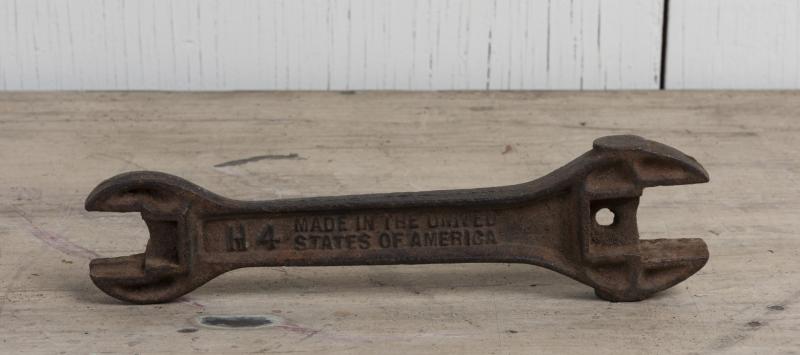 H 4
MADE IN THE UNITED
STATES OF AMERICA